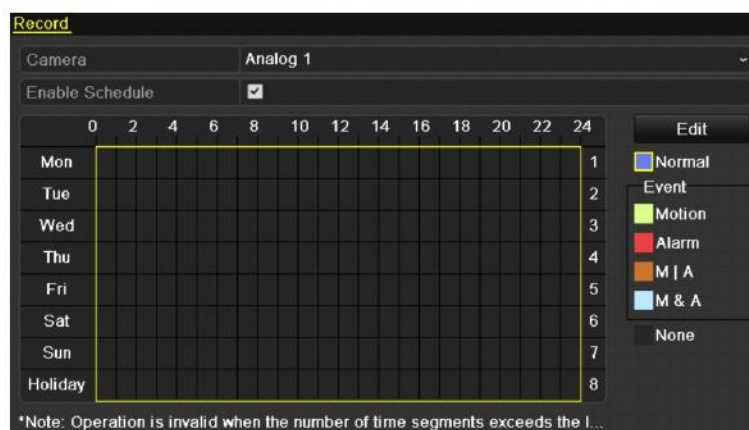 Record
Camera Analog 1
Enable Schedule
0 2 4 6 8 10 12 14 16 18 20 22 24 Edit
Mon 1 Normal
Tue 2 Event
Wed 3 Motion
Thu 4 Alarm
Fri 5 M | A
Sat 6 M & A
Sun 7 None
Holiday 8
*Note: Operation is invalid when the number of time segments exceeds the l...